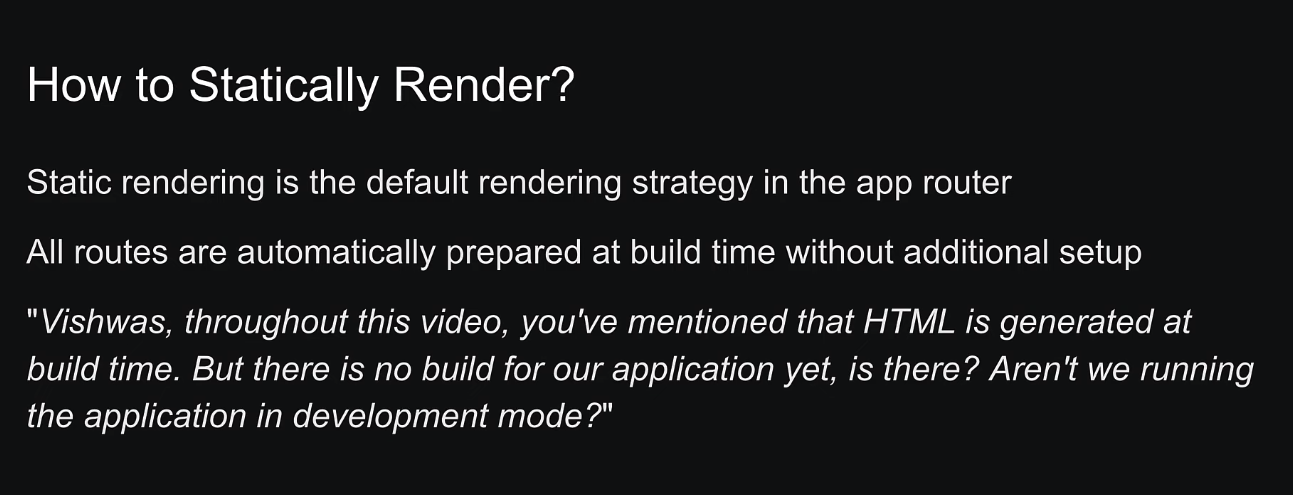 How to Statically Render?
Static rendering is the default rendering strategy in the app router
All routes are automatically prepared at build time without additional setup
"Vishwas, throughout this video, you've mentioned that HTML is generated at
build time. But there is no build for our application yet, is there? Aren't we running
the application in development mode?"